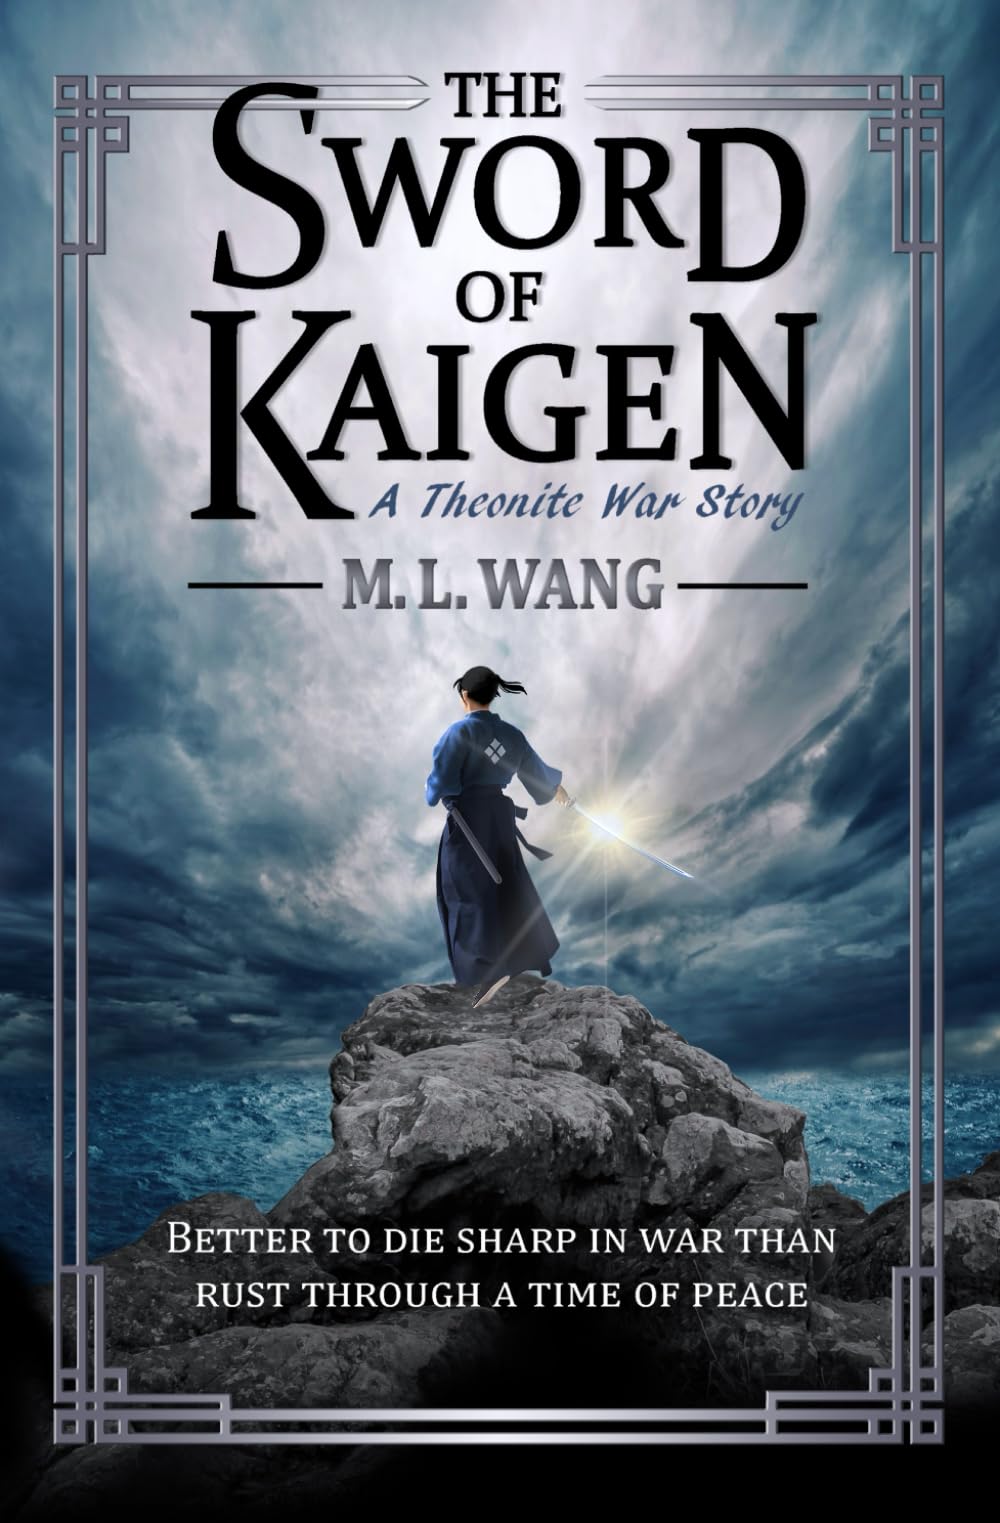 THE
SWORD
OF
KAIGEN
A Theonite War Story
M. L. WANG
BETTER TO DIE SHARP IN WAR THAN
RUST THROUGH A TIME OF PEACE